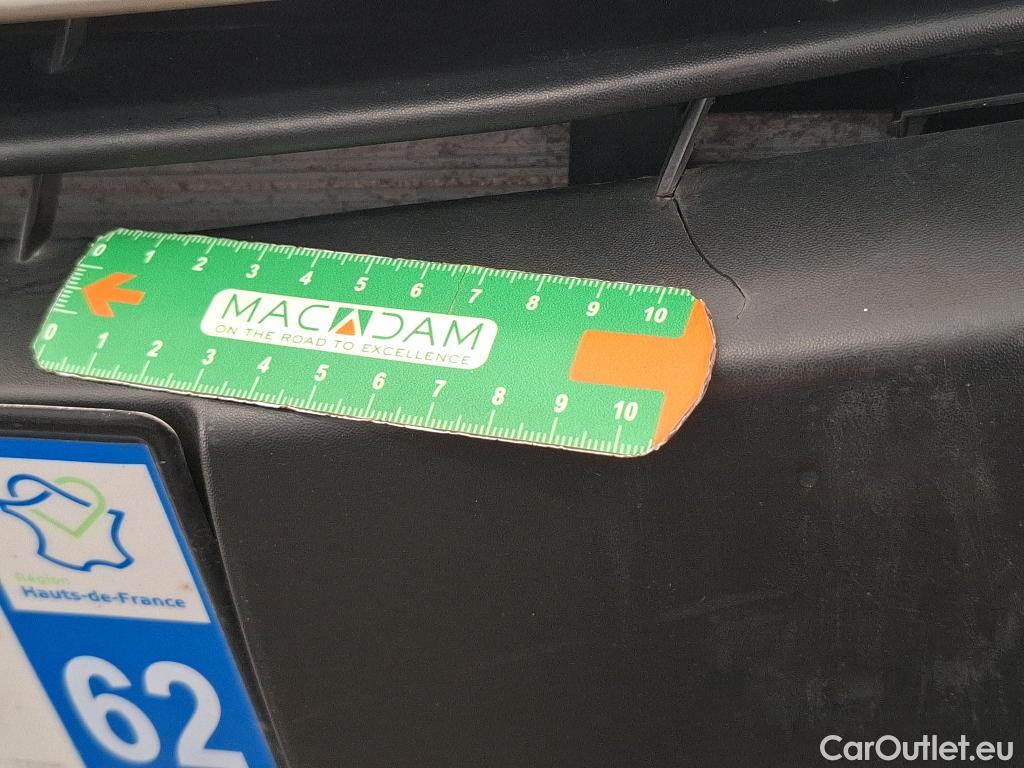 0 1 2 3 4 5 6 7 8 9 10
MACADAM
ON THE ROAD TO EXCELLENCE
0 1 2 3 4 5 6 7 8 9 10
Région
Hauts-de-France
62
CarOutlet.eu